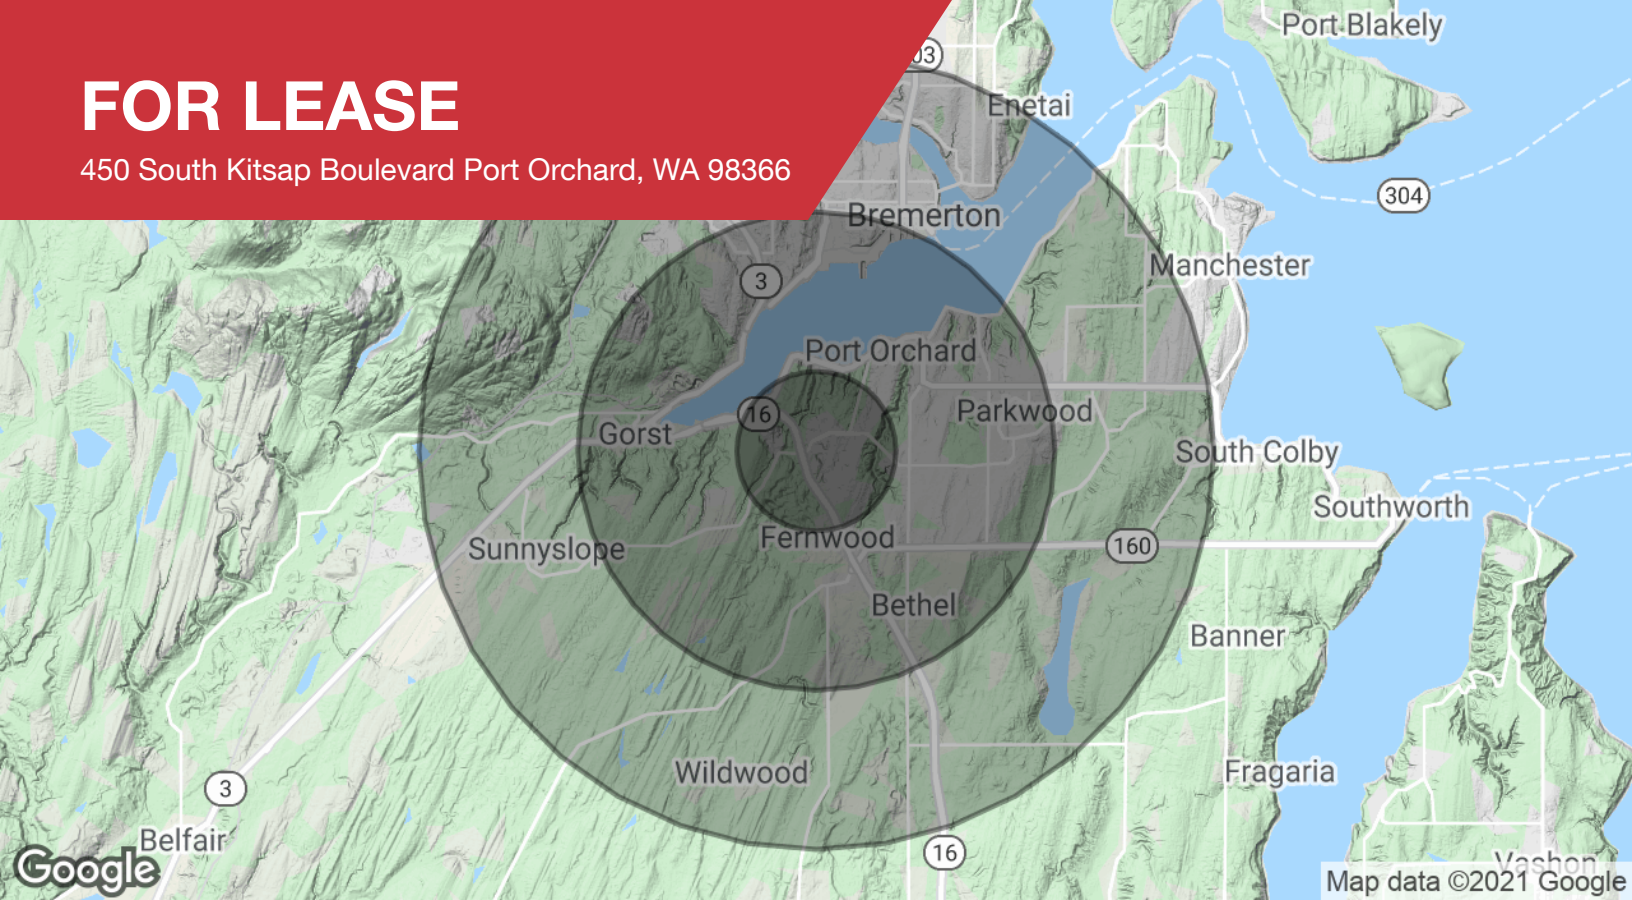 FOR LEASE
450 South Kitsap Boulevard Port Orchard, WA 98366
Port Blakely
Enetai
304
Bremerton
Manchester
3
Port Orchard
16
Parkwood
Gorst
South Colby
Southworth
Fernwood
160
Sunnyslope
Bethel
Banner
Wildwood
Fragaria
3
Belfair
16
Vashon
Google
Map data ©2021 Google